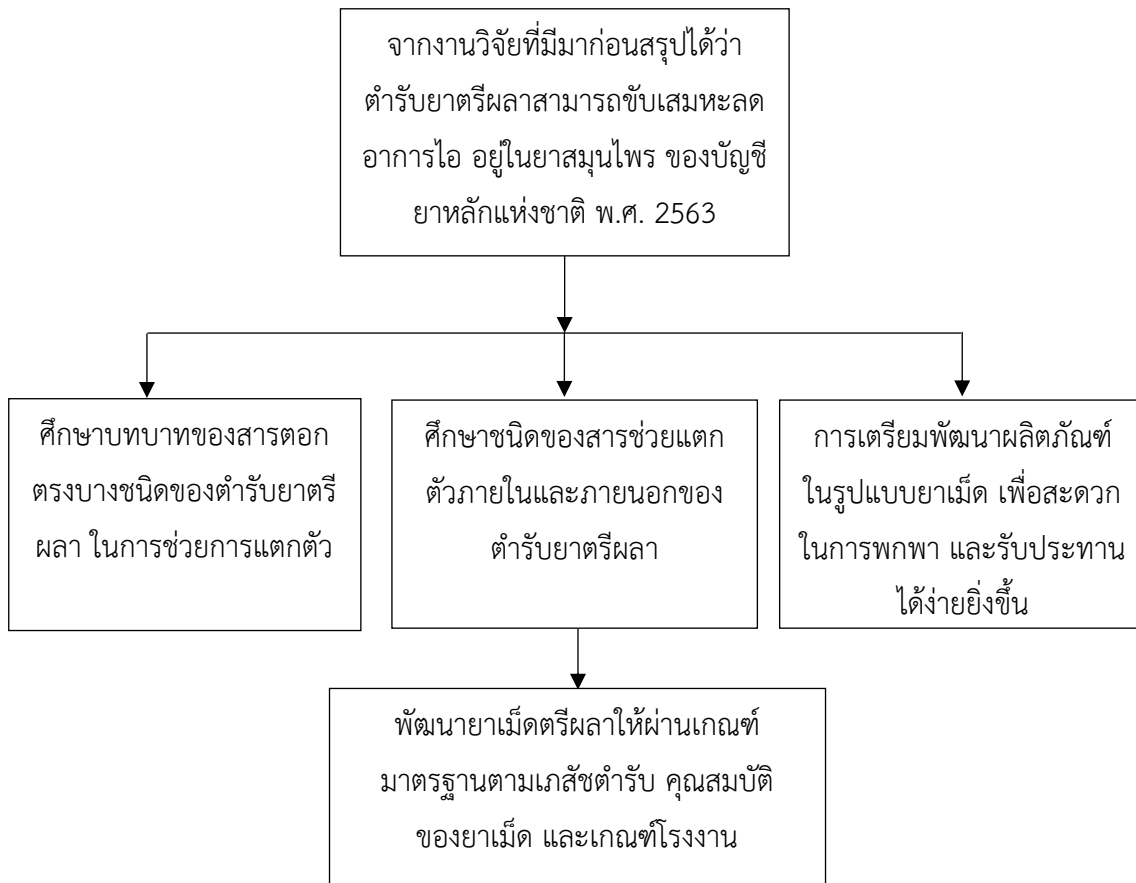 จากงานวิจัยที่มีมาก่อนสรุปได้ว่า
ตำรับยาตรีผลาสามารถขับเสมหะลด
อาการไอ อยู่ในยาสมุนไพร ของบัญชี
ยาหลักแห่งชาติ พ.ศ. 2563
ศึกษาบทบาทของสารตอก
ตรงบางชนิดของตำรับยาตรี
ผลา ในการช่วยการแตกตัว
ศึกษาชนิดของสารช่วยแตก
ตัวภายในและภายนอกของ
ตำรับยาตรีผลา
การเตรียมพัฒนาผลิตภัณฑ์
ในรูปแบบยาเม็ด เพื่อสะดวก
ในการพกพา และรับประทาน
ได้ง่ายยิ่งขึ้น
พัฒนายาเม็ดตรีผลาให้ผ่านเกณฑ์
มาตรฐานตามเภสัชตำรับ คุณสมบัติ
ของยาเม็ด และเกณฑ์โรงงาน